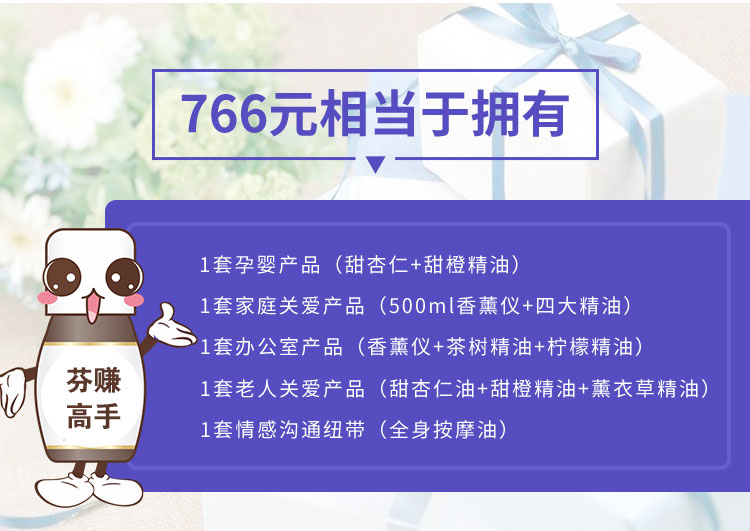 766元相当于拥有
1套孕婴产品（甜杏仁+甜橙精油）
1套家庭关爱产品（500ml香薰仪+四大精油）
1套办公室产品（香薰仪+茶树精油+柠檬精油）
1套老人关爱产品（甜杏仁油+甜橙精油+薰衣草精油）
1套情感沟通纽带（全身按摩油）
芬赚
高手